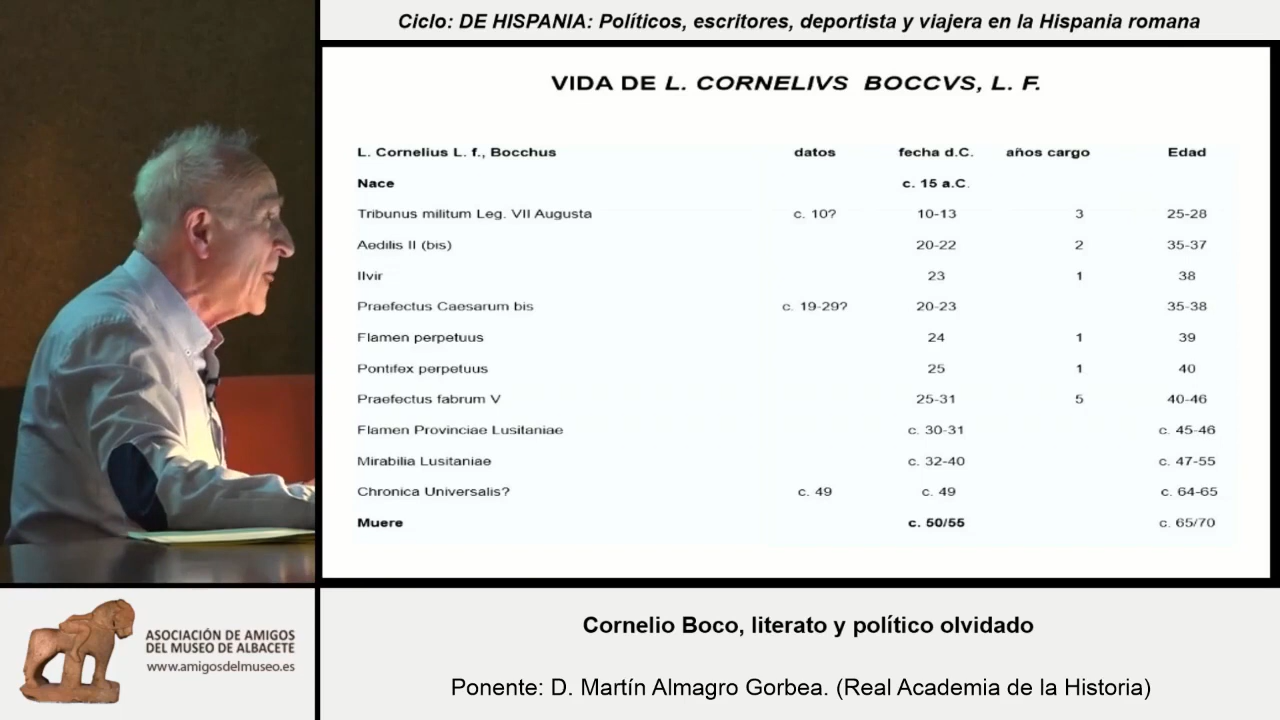 Ciclo: DE HISPANIA: Políticos, escritores, deportista y viajera en la Hispania romana
VIDA DE L. CORNELIVS BOCCVS, L. F.
L. Cornelius L. f., Bocchus datos fecha d.C. años cargo Edad
Nace c. 15 a.C.
Tribunus militum Leg. VII Augusta c. 10? 10-13 3 25-28
Aedilis II (bis) 20-22 2 35-37
IIvir 23 1 38
Praefectus Caesarum bis c. 19-29? 20-23 35-38
Flamen perpetuus 24 1 39
Pontifex perpetuus 25 1 40
Praefectus fabrum V 25-31 5 40-46
Flamen Provinciae Lusitaniae c. 30-31 c. 45-46
Mirabilia Lusitaniae c. 32-40 c. 47-55
Chronica Universalis? c. 49 c. 49 c. 64-65
Muere c. 50/55 c. 65/70
ASOCIACIÓN DE AMIGOS
DEL MUSEO DE ALBACETE
www.amigosdelmuseo.es
Cornelio Boco, literato y político olvidado
Ponente: D. Martín Almagro Gorbea. (Real Academia de la Historia)